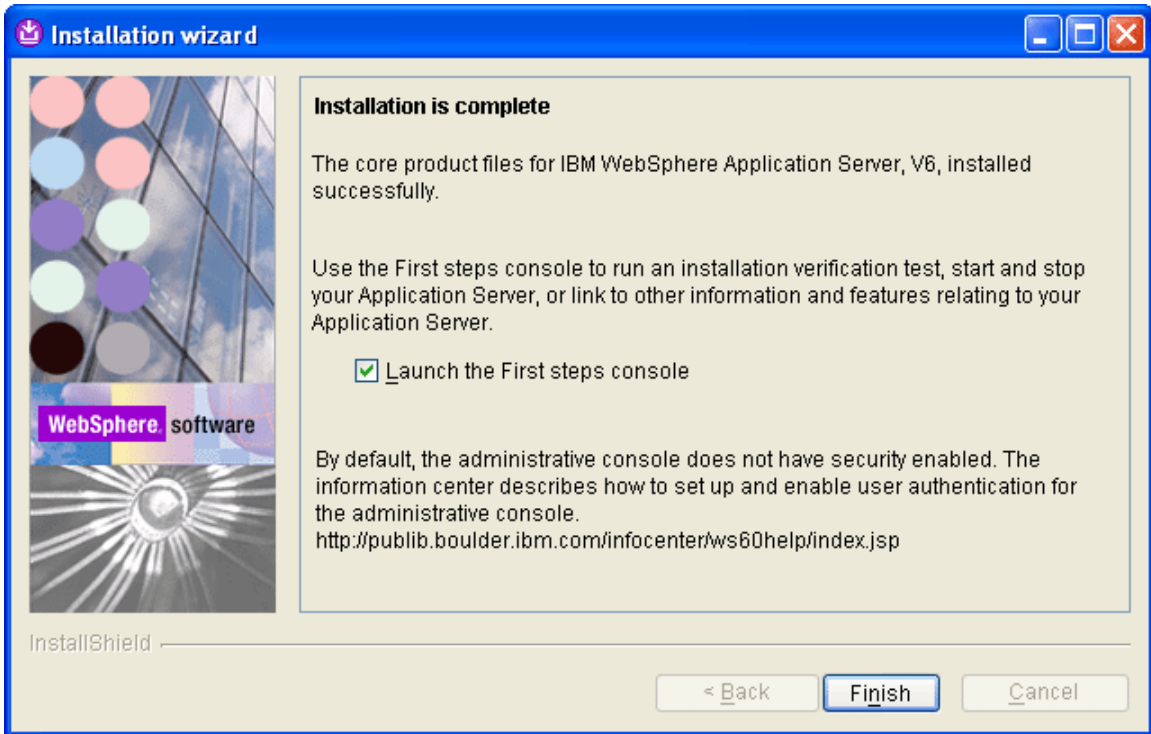 Installation wizard
Installation is complete
The core product files for IBM WebSphere Application Server, V6, installed
successfully.
Use the First steps console to run an installation verification test, start and stop
your Application Server, or link to other information and features relating to your
Application Server.
Launch the First steps console
WebSphere. software
By default, the administrative console does not have security enabled. The
information center describes how to set up and enable user authentication for
the administrative console.
http://publib.boulder.ibm.com/infocenter/ws60help/index.jsp
InstallShield
< Back
Finish
Cancel